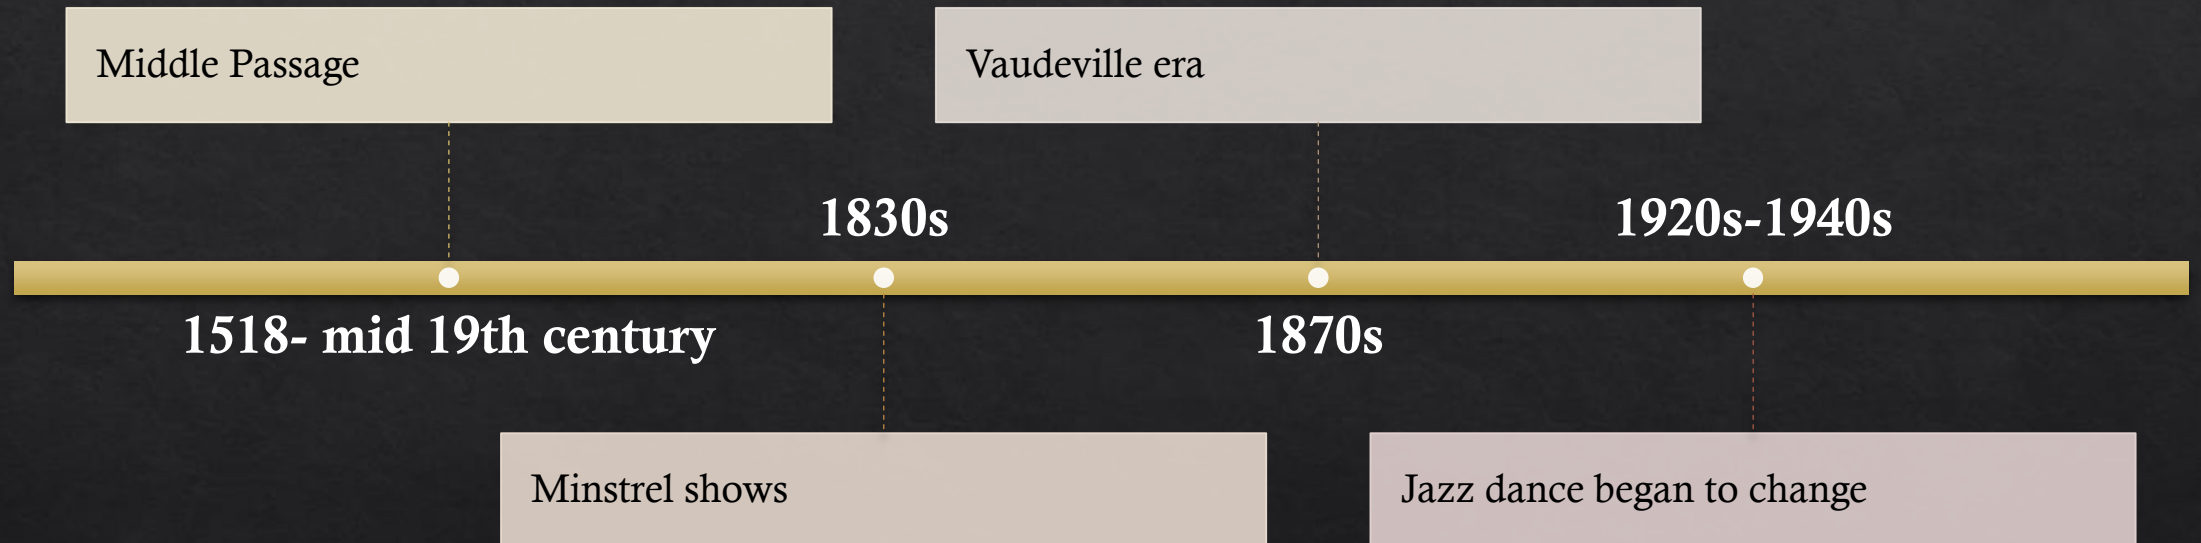 Middle Passage
Vaudeville era
1830s
1920s-1940s
1518- mid 19th century
1870s
Minstrel shows
Jazz dance began to change